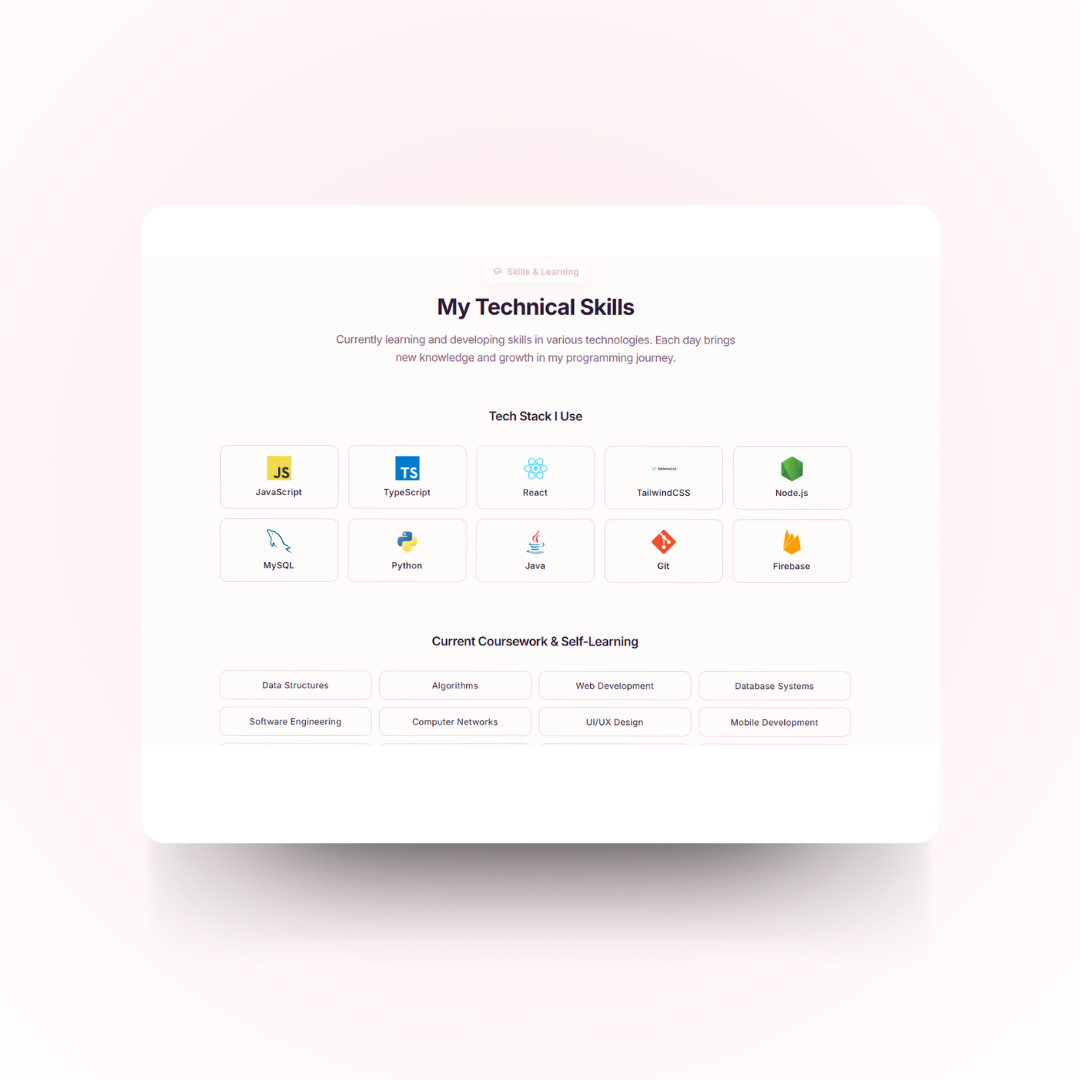 Skills & Learning
My Technical Skills
Currently learning and developing skills in various technologies. Each day brings
new knowledge and growth in my programming journey.
Tech Stack I Use
JS
TS
JavaScript
TypeScript
React
TailwindCSS
Node.js
MySQL
Python
Java
Git
Firebase
Current Coursework & Self-Learning
Data Structures
Algorithms
Web Development
Database Systems
Software Engineering
Computer Networks
UI/UX Design
Mobile Development